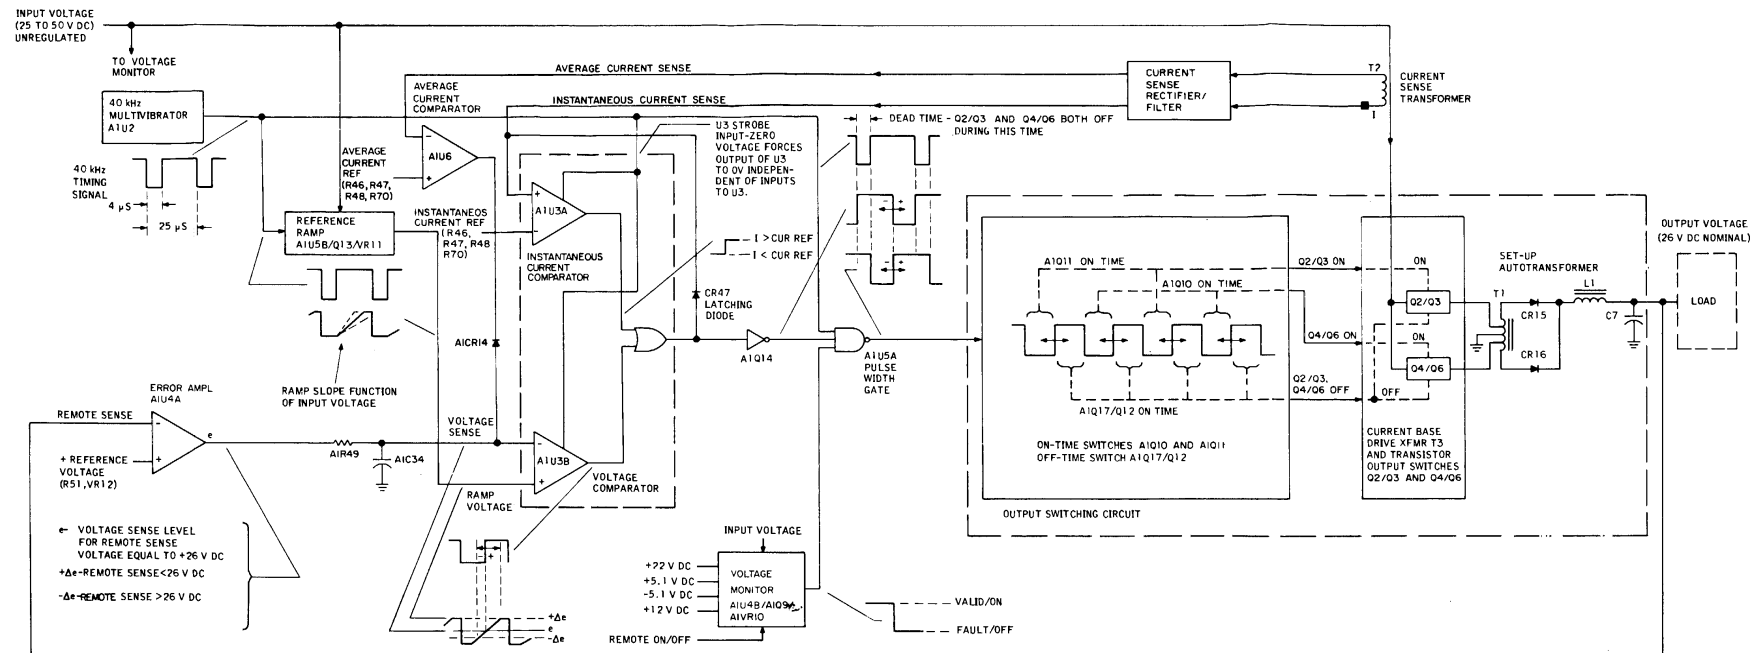 INPUT VOLTAGE
(25 TO 50 V DC)
UNREGULATED
TO VOLTAGE
MONITOR
40 kHz
MULTIVIBRATOR
A1U2
40 kHz
TIMING
SIGNAL
4 µS
25 µS
AVERAGE CURRENT SENSE
INSTANTANEOUS CURRENT SENSE
AVERAGE
CURRENT
COMPARATOR
AVERAGE
CURRENT
REF
(R46, R47,
R48, R70)
-
A1U6
+
REFERENCE
RAMP
A1U5B/Q13/VR11
INSTANTANEOS
CURRENT REF
(R46,
R47, R48
R70)
+
A1U3A
-
INSTANTANEOUS
CURRENT
COMPARATOR
U3 STROBE
INPUT-ZERO
VOLTAGE FORCES
OUTPUT OF U3
TO 0V INDEPEN-
DENT OF INPUTS
TO U3.
I > CUR REF
I < CUR REF
CR47
LATCHING
DIODE
CURRENT
SENSE
RECTIFIER/
FILTER
T2
1
CURRENT
SENSE
TRANSFORMER
DEAD TIME - Q2/Q3 AND Q4/Q6 BOTH OFF
DURING THIS TIME
- +
- +
RAMP SLOPE FUNCTION
OF INPUT VOLTAGE
A1CR14
A1Q14
A1U5A
PULSE
WIDTH
GATE
ERROR AMPL
A1U4A
REMOTE SENSE
-
e
+ REFERENCE
VOLTAGE
(R51, VR12)
+
A1R49
A1C34
VOLTAGE
SENSE
-
A1U3B
+
RAMP
VOLTAGE
VOLTAGE
COMPARATOR
- +
+Δe
e
-Δe
e- VOLTAGE SENSE LEVEL
FOR REMOTE SENSE
VOLTAGE EQUAL TO +26 V DC
+Δe-REMOTE SENSE<26 V DC
-Δe-REMOTE SENSE >26 V DC
INPUT VOLTAGE
+22 V DC
+5.1 V DC
-5.1 V DC
+12 V DC
VOLTAGE
MONITOR
A1U4B/A1Q9
A1VR10
REMOTE ON/OFF
VALID/ON
FAULT/OFF
A1Q11 ON TIME
A1Q10 ON TIME
A1Q17/Q12 ON TIME
ON-TIME SWITCHES A1Q10 AND A1Q11
OFF-TIME SWITCH A1Q17/Q12
OUTPUT SWITCHING CIRCUIT
Q2/Q3 ON
Q4/Q6 ON
Q2/Q3,
Q4/Q6 OFF
ON
Q2/Q3
ON
Q4/Q6
OFF
CURRENT BASE
DRIVE XFMR T3
AND TRANSISTOR
OUTPUT SWITCHES
Q2/Q3 AND Q4/Q6
SET-UP
AUTOTRANSFORMER
T1
CR15
CR16
L1
C7
OUTPUT VOLTAGE
(26 V DC NOMINAL)
LOAD